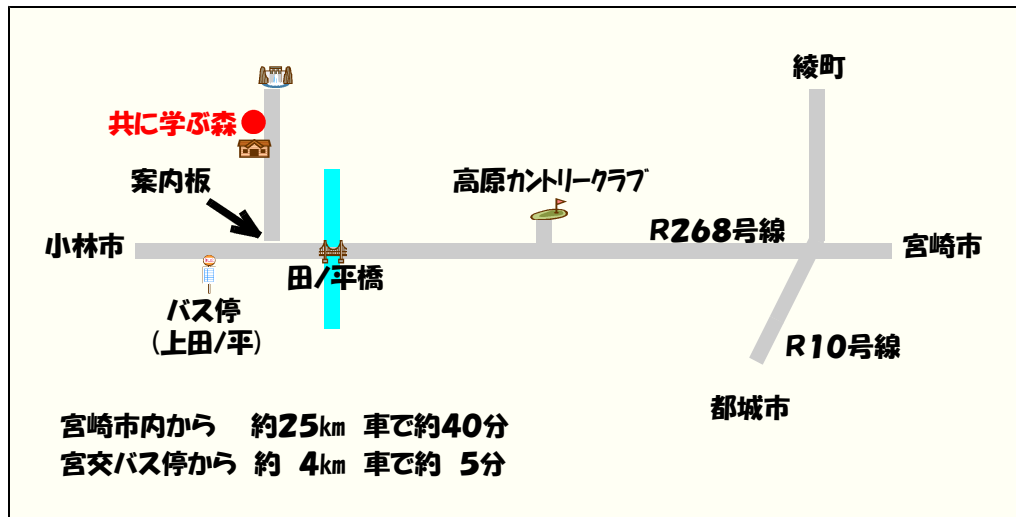 綾町
共に学ぶ森
案内板
高原カントリークラブ
R268号線
小林市
宮崎市
田ノ平橋
バス停
(上田ノ平)
R10号線
都城市
宮崎市内から 約25km 車で約40分
宮交バス停から 約 4km 車で約 5分